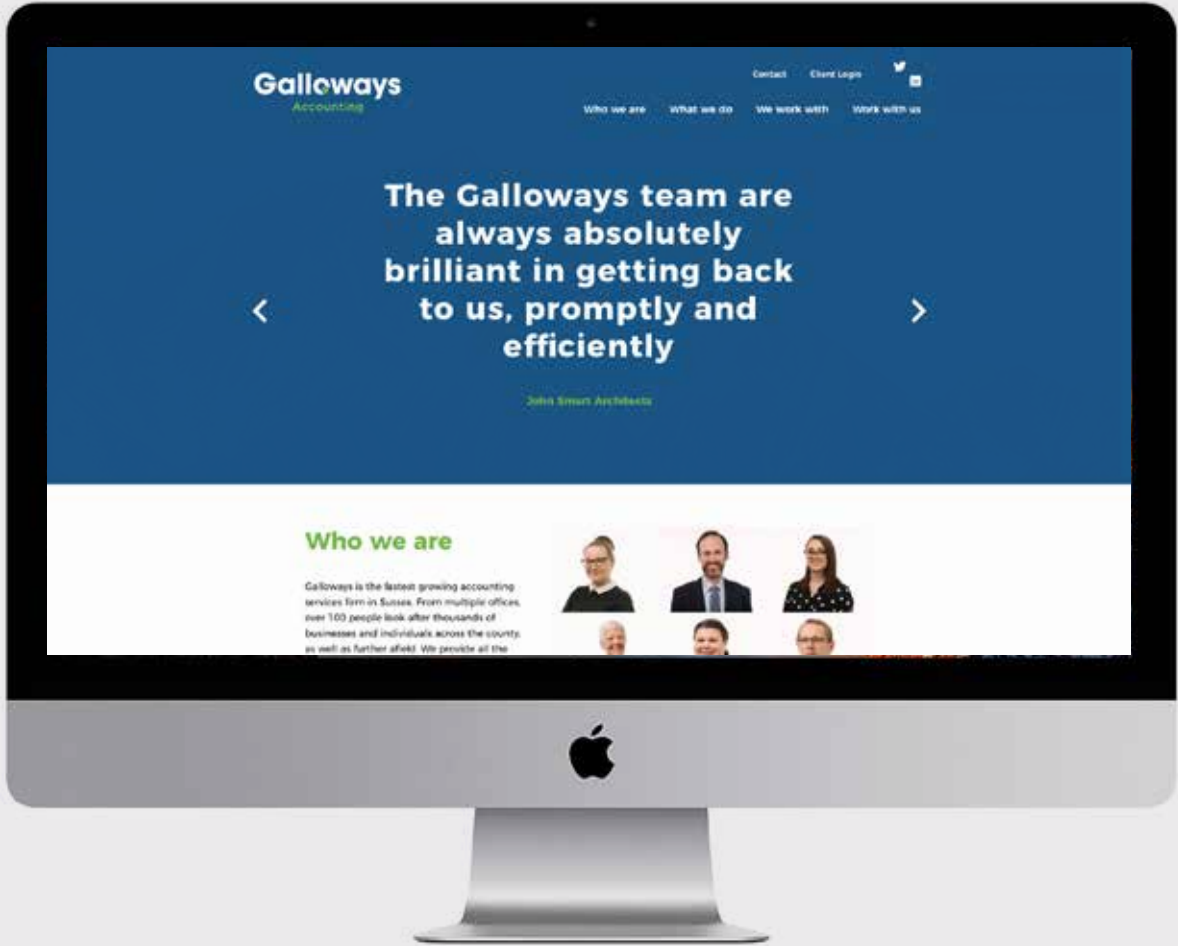 Galloways
Accounting
Contact Client Login
Who we are What we do We work with Work with us
The Galloways team are
always absolutely
brilliant in getting back
to us, promptly and
efficiently
John Smart Architects
Who we are
Galloways is the fastest growing accounting
services firm in Sussex. From multiple offices,
over 100 people look after thousands of
businesses and individuals across the county,
as well as further afield. We provide all the